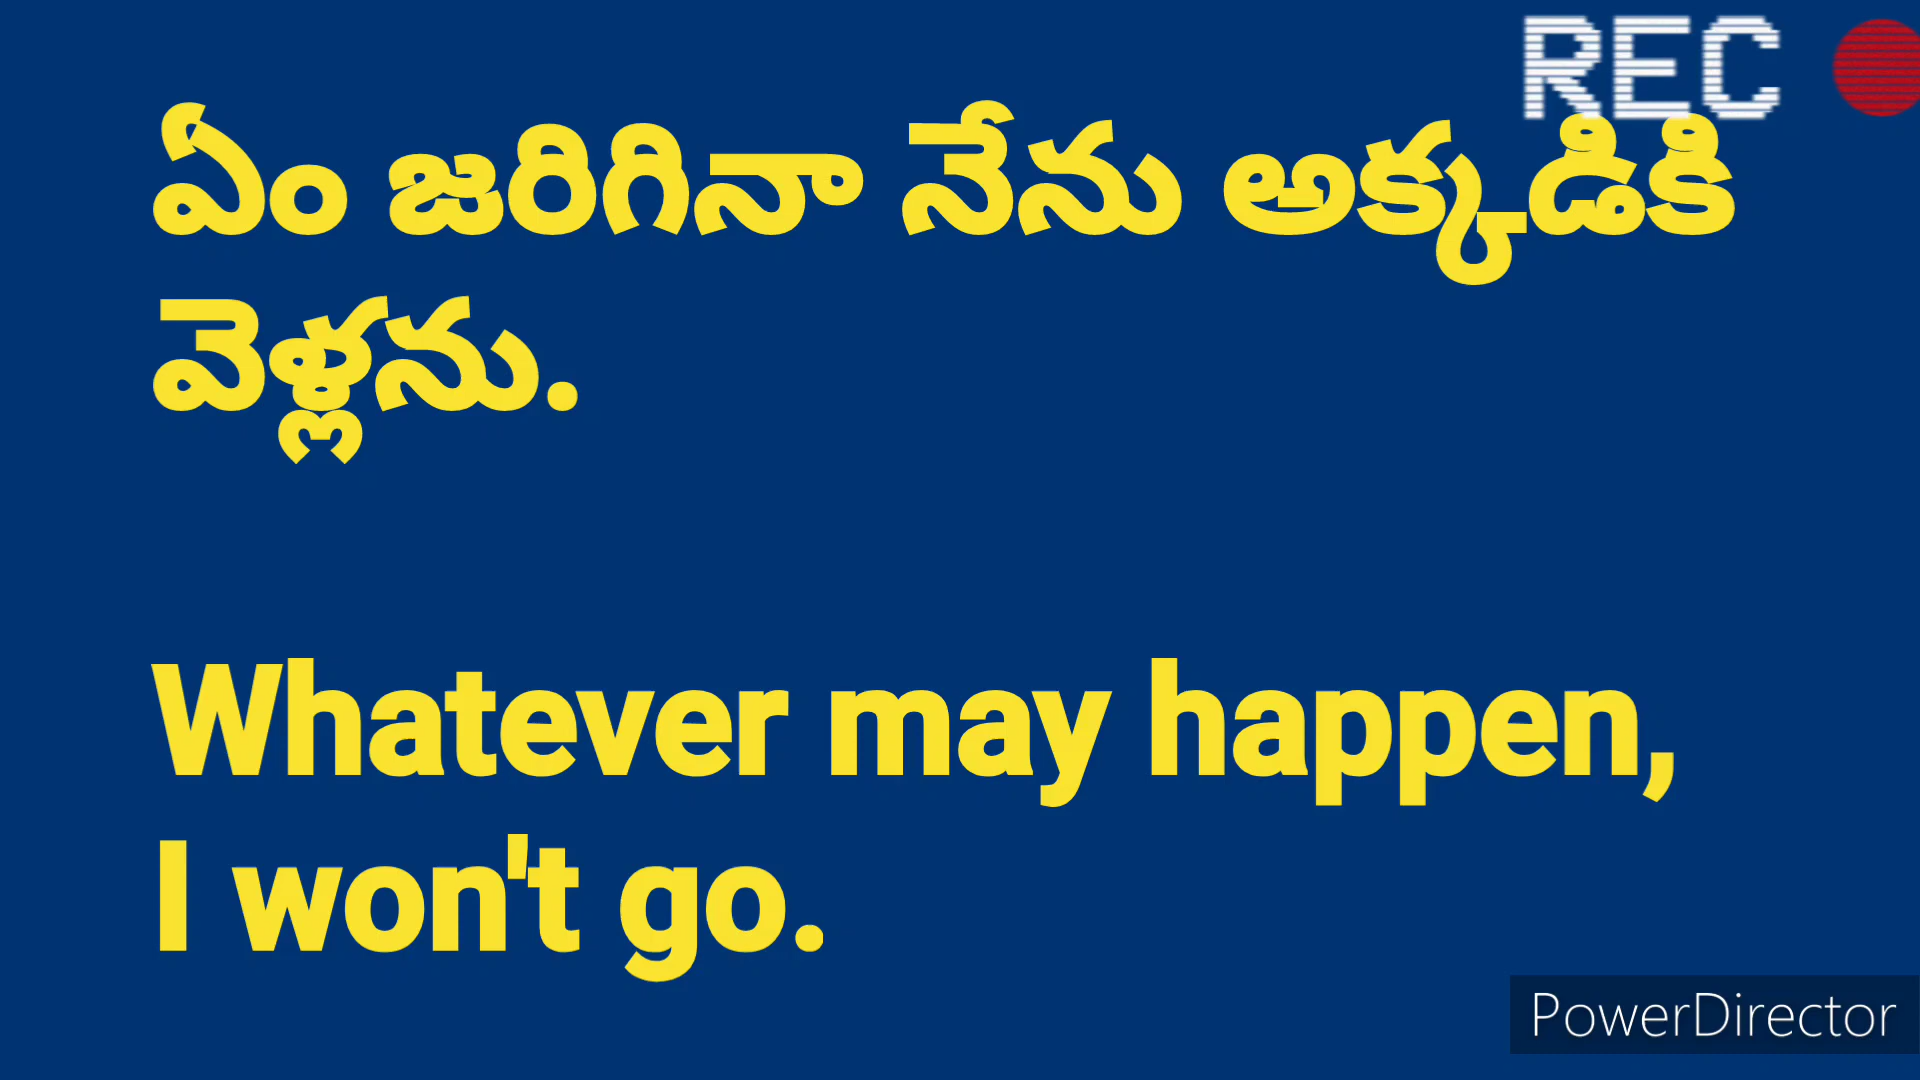 REC
ఏం జరిగినా నేను అక్కడికి
వెళ్లను.
Whatever may happen,
I won't go.
PowerDirector